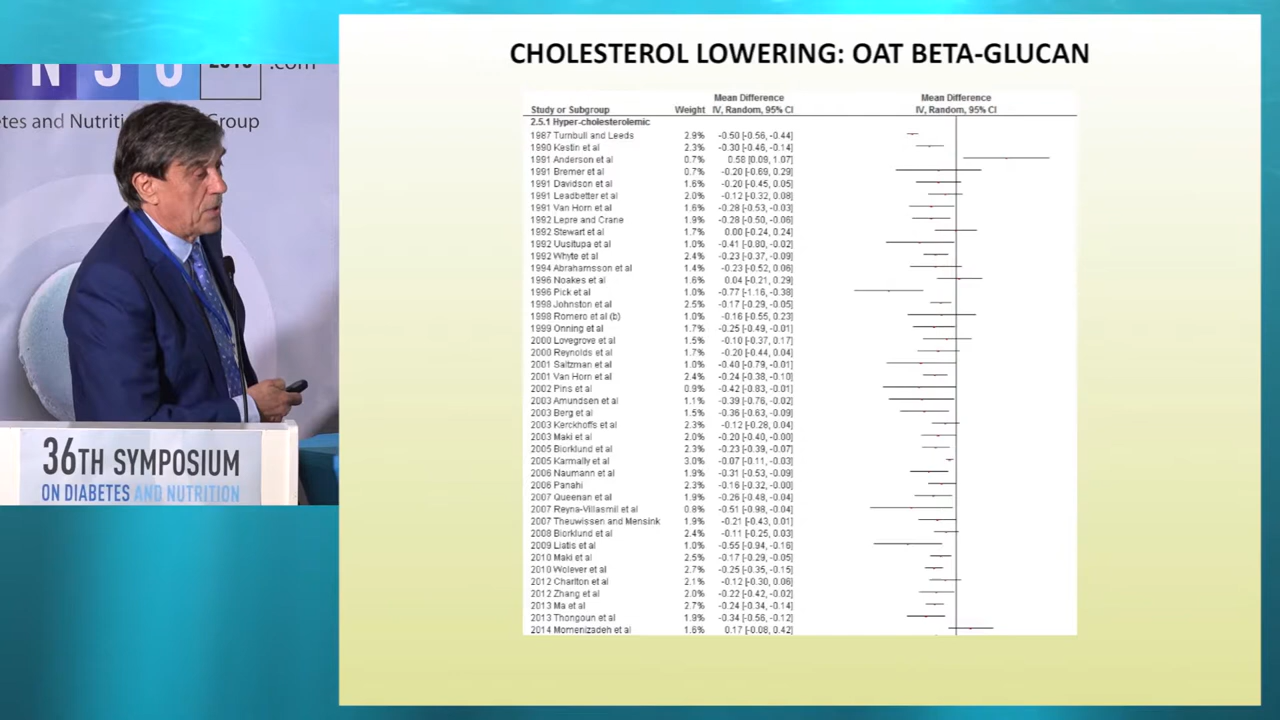 N S G 2018 .com
etes and Nutrition Group
36TH SYMPOSIUM
ON DIABETES AND NUTRITION
CHOLESTEROL LOWERING: OAT BETA-GLUCAN
Mean Difference Mean Difference
Study or Subgroup Weight IV, Random, 95% CI IV, Random, 95% CI
2.5.1 Hyper-cholesterolemic
1987 Turnbull and Leeds 2.9% -0.50 [-0.56, -0.44]
1990 Kestin et al 2.3% -0.30 [-0.46, -0.14]
1991 Anderson et al 0.7% 0.58 [0.09, 1.07]
1991 Bremer et al 0.7% -0.20 [-0.69, 0.29]
1991 Davidson et al 1.6% -0.20 [-0.45, 0.05]
1991 Leadbetter et al 2.0% -0.12 [-0.32, 0.08]
1991 Van Horn et al 1.6% -0.28 [-0.53, -0.03]
1992 Lepre and Crane 1.9% -0.28 [-0.50, -0.06]
1992 Stewart et al 1.7% 0.00 [-0.24, 0.24]
1992 Uusitupa et al 1.0% -0.41 [-0.80, -0.02]
1992 Whyte et al 2.4% -0.23 [-0.37, -0.09]
1994 Abrahamsson et al 1.4% -0.23 [-0.52, 0.06]
1996 Noakes et al 1.6% 0.04 [-0.21, 0.29]
1996 Pick et al 1.0% -0.77 [-1.16, -0.38]
1998 Johnston et al 2.5% -0.17 [-0.29, -0.05]
1998 Romero et al (b) 1.0% -0.16 [-0.55, 0.23]
1999 Onning et al 1.7% -0.25 [-0.49, -0.01]
2000 Lovegrove et al 1.5% -0.10 [-0.37, 0.17]
2000 Reynolds et al 1.7% -0.20 [-0.44, 0.04]
2001 Saltzman et al 1.0% -0.40 [-0.79, -0.01]
2001 Van Horn et al 2.4% -0.24 [-0.38, -0.10]
2002 Pins et al 0.9% -0.42 [-0.83, -0.01]
2003 Amundsen et al 1.1% -0.39 [-0.76, -0.02]
2003 Berg et al 1.5% -0.36 [-0.63, -0.09]
2003 Kerckhoffs et al 2.3% -0.12 [-0.28, 0.04]
2003 Maki et al 2.0% -0.20 [-0.40, -0.00]
2005 Biorklund et al 2.3% -0.23 [-0.39, -0.07]
2005 Karmally et al 3.0% -0.07 [-0.11, -0.03]
2006 Naumann et al 1.9% -0.31 [-0.53, -0.09]
2006 Panahi 2.3% -0.16 [-0.32, -0.00]
2007 Queenan et al 1.9% -0.26 [-0.48, -0.04]
2007 Reyna-Villasmil et al 0.8% -0.51 [-0.98, -0.04]
2007 Theuwissen and Mensink 1.9% -0.21 [-0.43, 0.01]
2008 Biorklund et al 2.4% -0.11 [-0.25, 0.03]
2009 Liatis et al 1.0% -0.55 [-0.94, -0.16]
2010 Maki et al 2.5% -0.17 [-0.29, -0.05]
2010 Wolever et al 2.7% -0.25 [-0.35, -0.15]
2012 Charlton et al 2.1% -0.12 [-0.30, 0.06]
2012 Zhang et al 2.0% -0.22 [-0.42, -0.02]
2013 Ma et al 2.7% -0.24 [-0.34, -0.14]
2013 Thongoun et al 1.9% -0.34 [-0.56, -0.12]
2014 Momenizadeh et al 1.6% 0.17 [-0.08, 0.42]